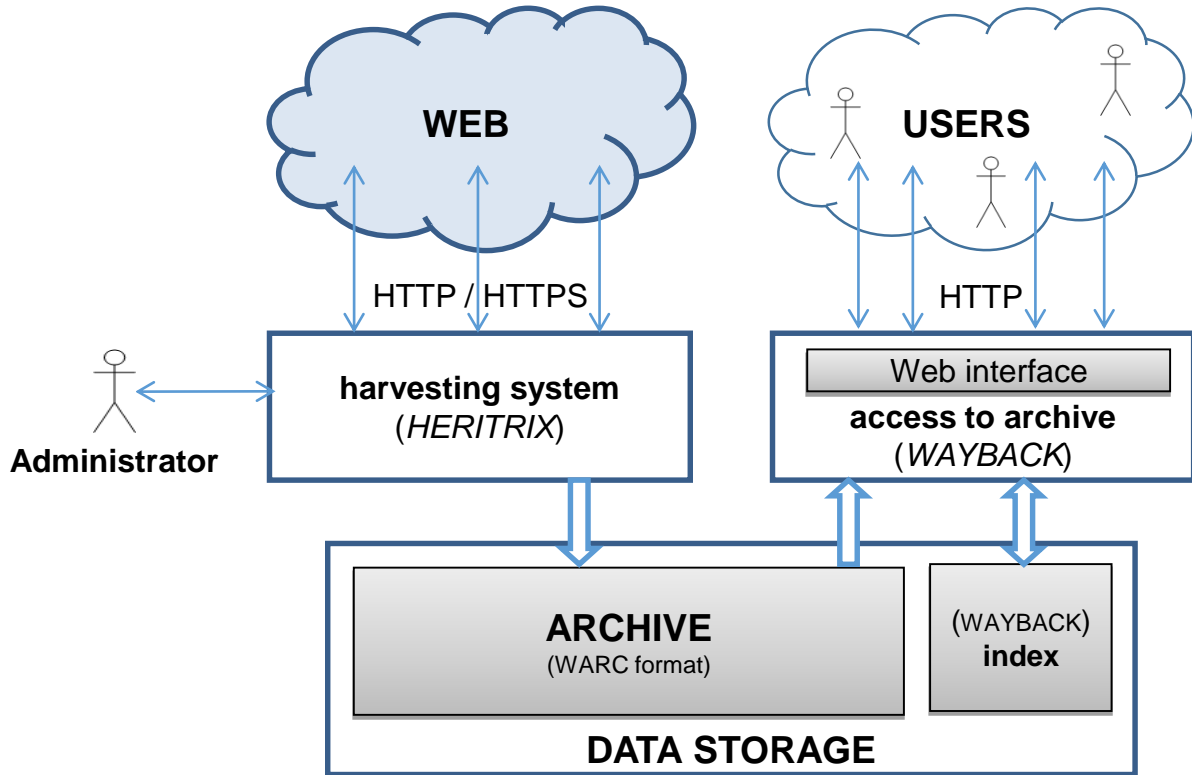 WEB
USERS
HTTP / HTTPS
HTTP
Administrator
harvesting system
(HERITRIX)
Web interface
access to archive
(WAYBACK)
ARCHIVE
(WARC format)
(WAYBACK)
index
DATA STORAGE